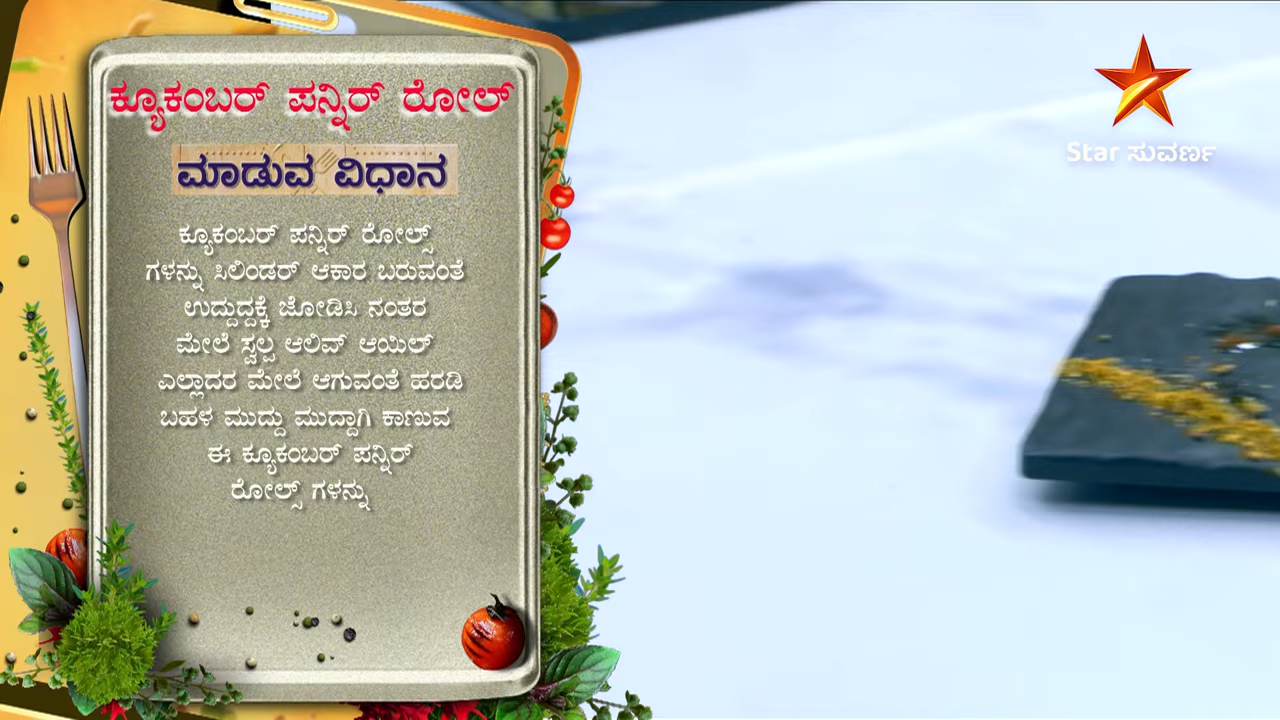 ಕ್ಯೂಕಂಬರ್ ಪನ್ನಿರ್ ರೋಲ್
ಮಾಡುವ ವಿಧಾನ
ಕ್ಯೂಕಂಬರ್ ಪನ್ನಿರ್ ರೋಲ್ಸ್
ಗಳನ್ನು ಸಿಲಿಂಡರ್ ಆಕಾರ ಬರುವಂತೆ
ಉದ್ದುದ್ದಕ್ಕೆ ಜೋಡಿಸಿ ನಂತರ
ಮೇಲೆ ಸ್ವಲ್ಪ ಆಲಿವ್ ಆಯಿಲ್
ಎಲ್ಲಾದರ ಮೇಲೆ ಆಗುವಂತೆ ಹರಡಿ
ಬಹಳ ಮುದ್ದು ಮುದ್ದಾಗಿ ಕಾಣುವ
ಈ ಕ್ಯೂಕಂಬರ್ ಪನ್ನಿರ್
ರೋಲ್ಸ್ ಗಳನ್ನು
Star ಸುವರ್ಣ